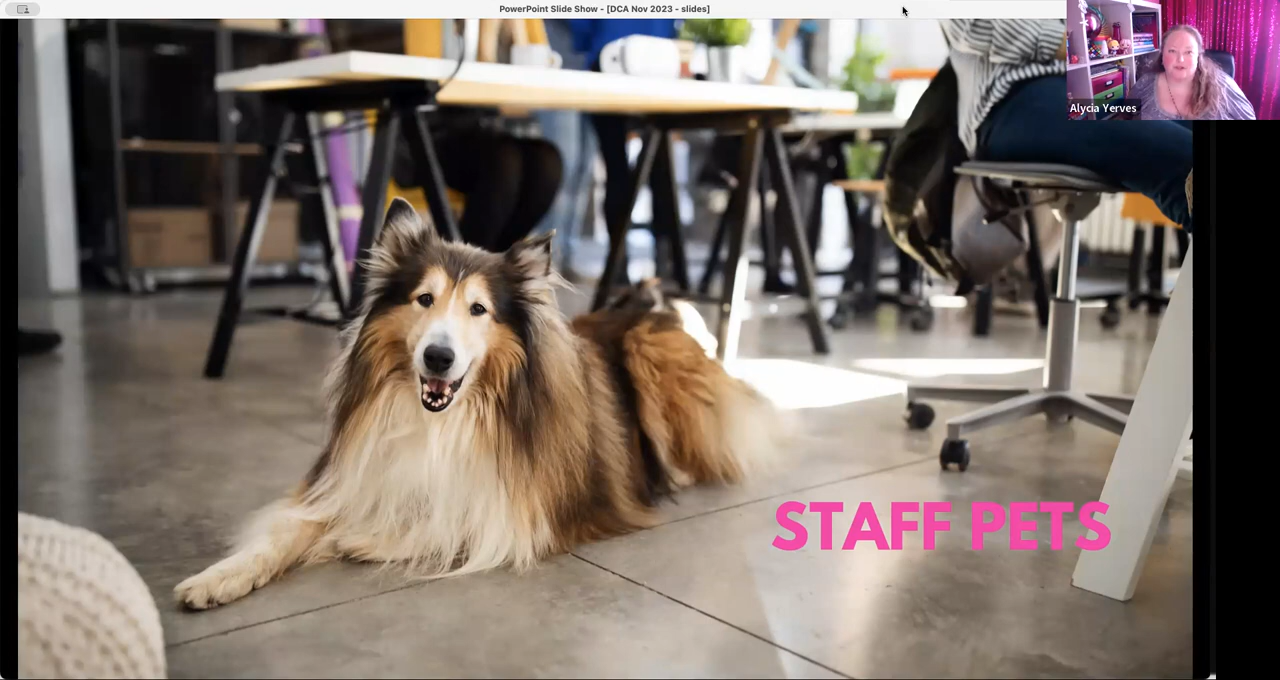 PowerPoint Slide Show - [DCA Nov 2023 - slides]
Alycia Yerves
STAFF PETS